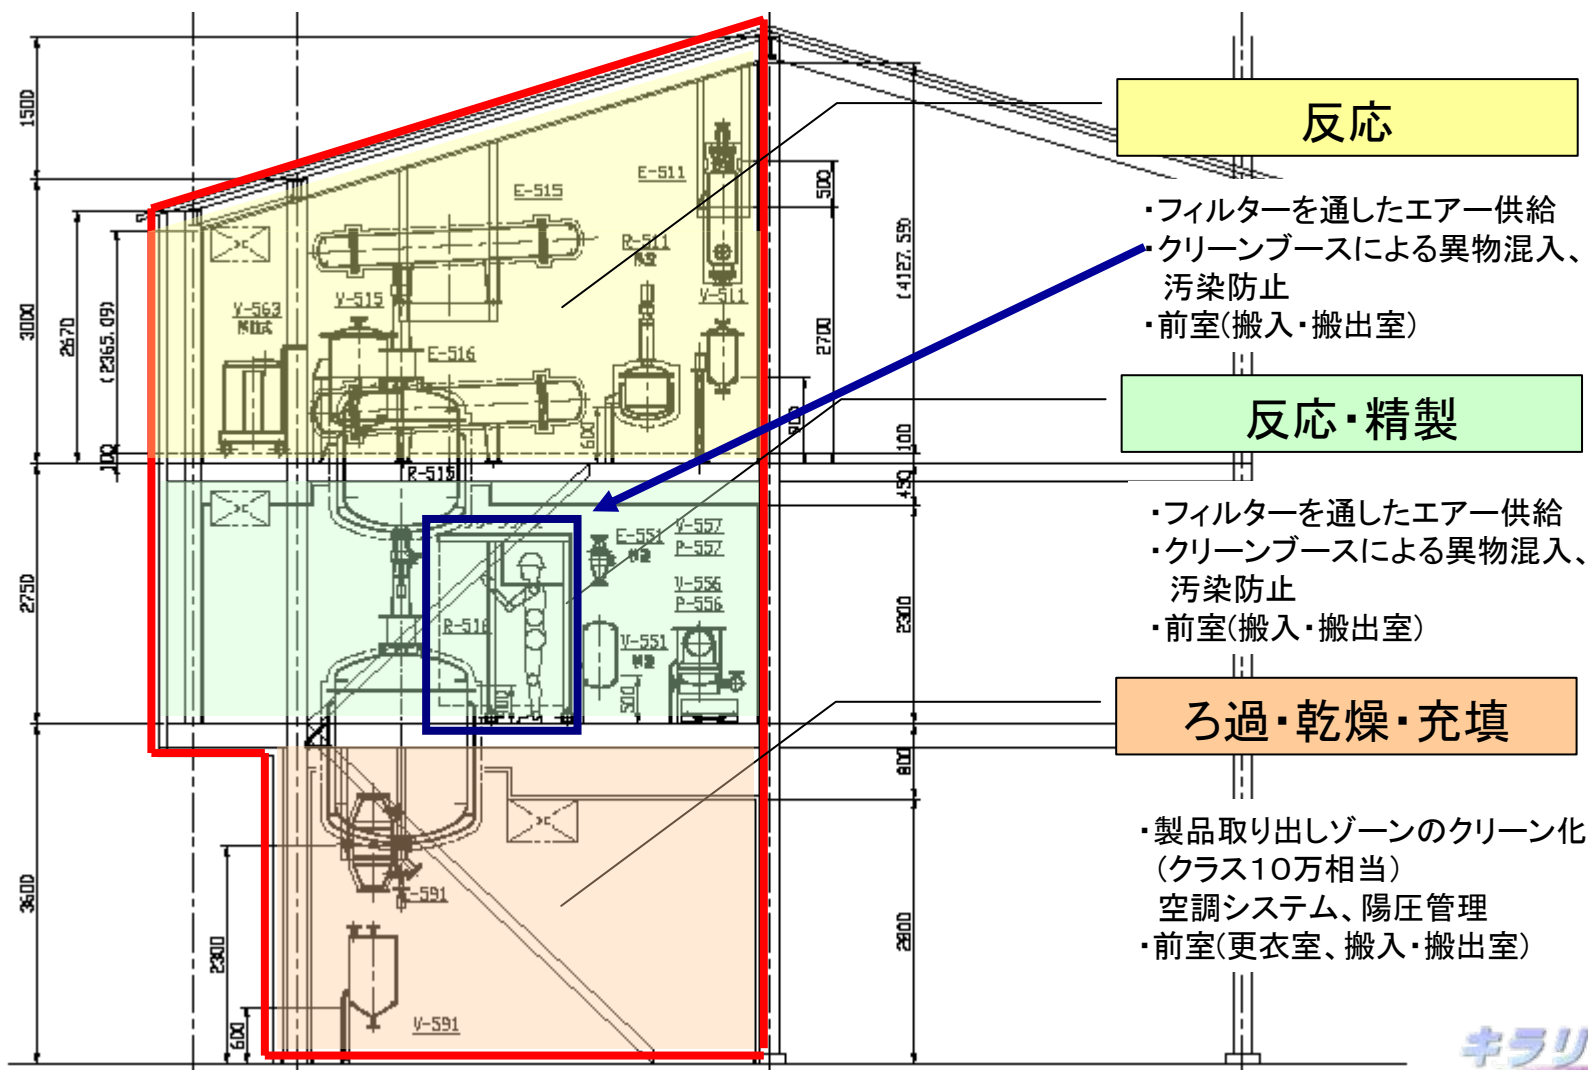 反応
・フィルターを通したエアー供給
・クリーンブースによる異物混入、
汚染防止
・前室(搬入・搬出室)
反応・精製
・フィルターを通したエアー供給
・クリーンブースによる異物混入、
汚染防止
・前室(搬入・搬出室)
ろ過・乾燥・充填
・製品取り出しゾーンのクリーン化
(クラス10万相当)
空調システム、陽圧管理
・前室(更衣室、搬入・搬出室)
キラリ
1500
3000
2670
(2365.09)
100
2750
3600
2300
600
E-515
E-511
R-511
V-515
V-511
V-563
E-516
600
500
2700
900
(4127.59)
100
450
R-515
E-551
V-557
P-557
V-556
P-556
R-516
V-551
500
2300
800
2800
V-591